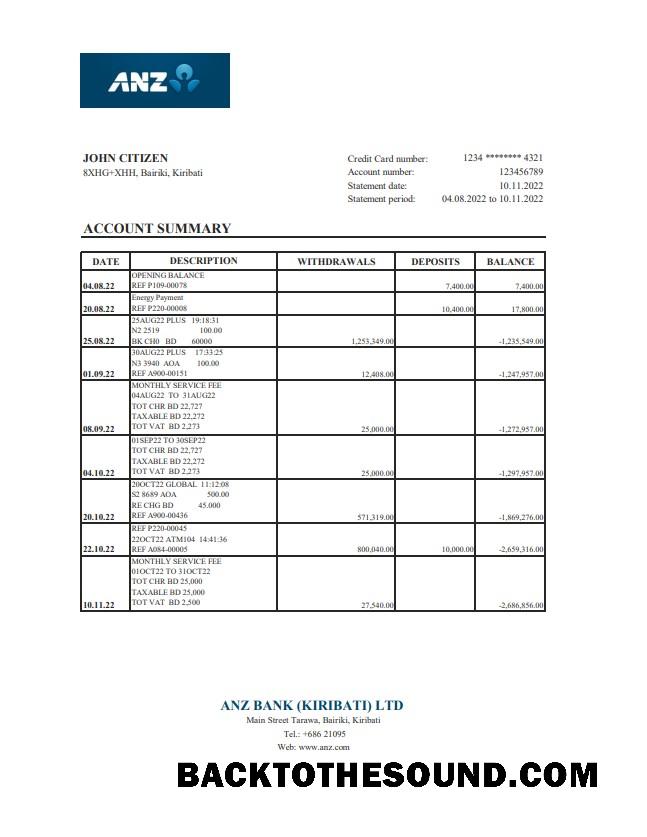 ANZ
JOHN CITIZEN
8XHG+XHH, Bairiki, Kiribati
Credit Card number: 1234 ******** 4321
Account number: 123456789
Statement date: 10.11.2022
Statement period: 04.08.2022 to 10.11.2022
ACCOUNT SUMMARY
DATE DESCRIPTION WITHDRAWALS DEPOSITS BALANCE
OPENING BALANCE
04.08.22 REF P109-00078 7,400.00 7,400.00
Energy Payment
20.08.22 REF P220-00008 10,400.00 17,800.00
25AUG22 PLUS 19:18:31
N2 2519 100.00
25.08.22 BK CH0 BD 60000 1,253,349.00 -1,235,549.00
30AUG22 PLUS 17:33:25
N3 3940 AOA 100.00
01.09.22 REF A900-00151 12,408.00 -1,247,957.00
MONTHLY SERVICE FEE
04AUG22 TO 31AUG22
TOT CHR BD 22,727
TAXABLE BD 22,272
08.09.22 TOT VAT BD 2,273 25,000.00 -1,272,957.00
01SEP22 TO 30SEP22
TOT CHR BD 22,727
TAXABLE BD 22,272
04.10.22 TOT VAT BD 2,273 25,000.00 -1,297,957.00
20OCT22 GLOBAL 11:12:08
S2 8689 AOA 500.00
RE CHG BD 45.000
20.10.22 REF A900-00436 571,319.00 -1,869,276.00
REF P220-00045
22OCT22 ATM104 14:41:36
22.10.22 REF A084-00005 800,040.00 10,000.00 -2,659,316.00
MONTHLY SERVICE FEE
01OCT22 TO 31OCT22
TOT CHR BD 25,000
TAXABLE BD 25,000
10.11.22 TOT VAT BD 2,500 27,540.00 -2,686,856.00
ANZ BANK (KIRIBATI) LTD
Main Street Tarawa, Bairiki, Kiribati
Tel.: +686 21095
Web: www.anz.com
BACKTOTHESOUND.COM